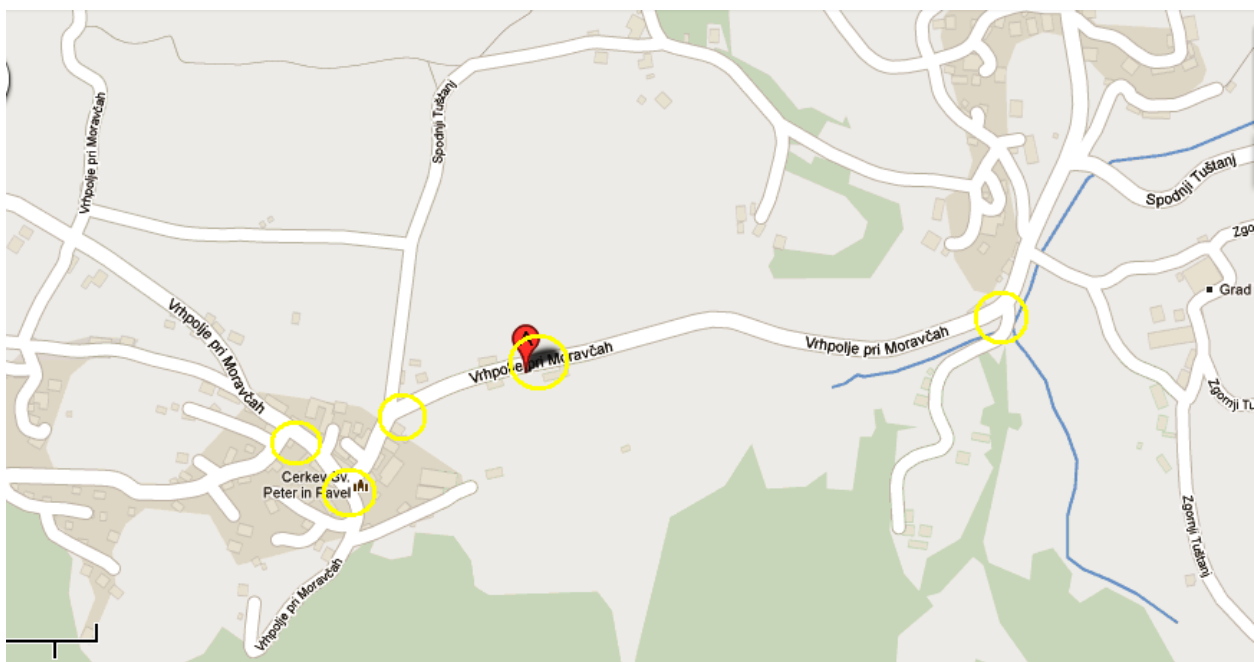 Vrhpolje pri Moravčah
Spodnji Tuštanj
Spodnji Tuštanj
Zgo
Grad
Vrhpolje pri Moravčah
A
Vrhpolje pri Moravčah
Vrhpolje pri Moravčah
Zgornji Tu
Cerkev Sv.
Peter in Pavel
Zgornji Tuštanj
Vrhpolje pri Moravčah